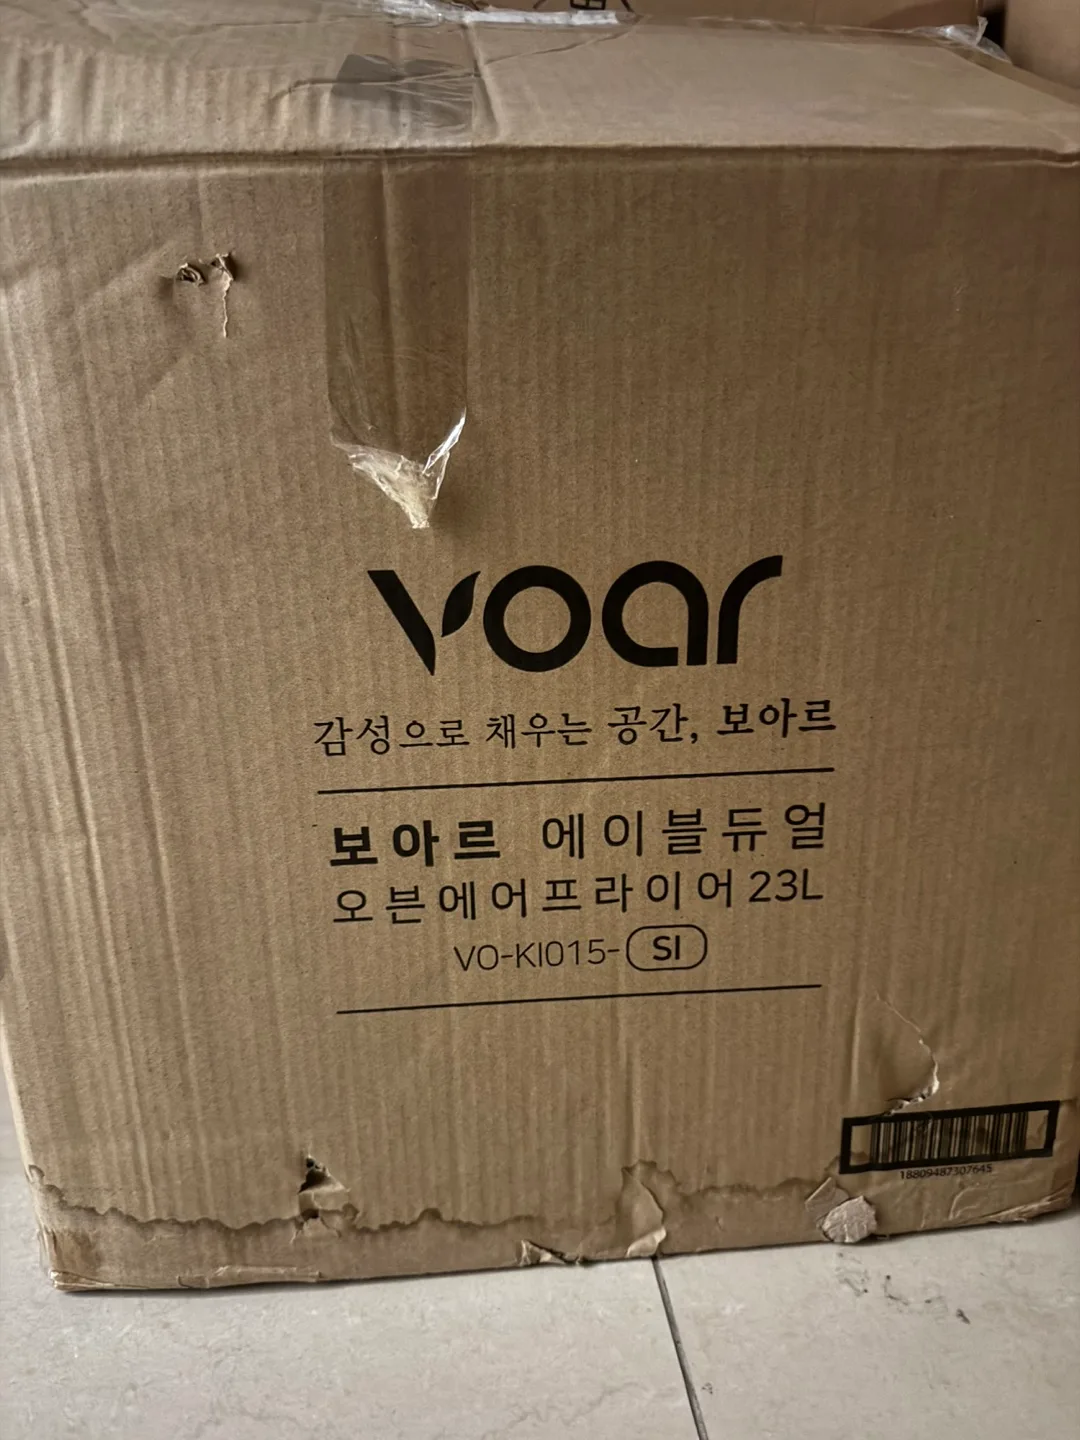 voar
감성으로 채우는 공간, 보아르
보아르 에이블듀얼
오븐에어프라이어 23L
VO-KI015-SI
18809487307645